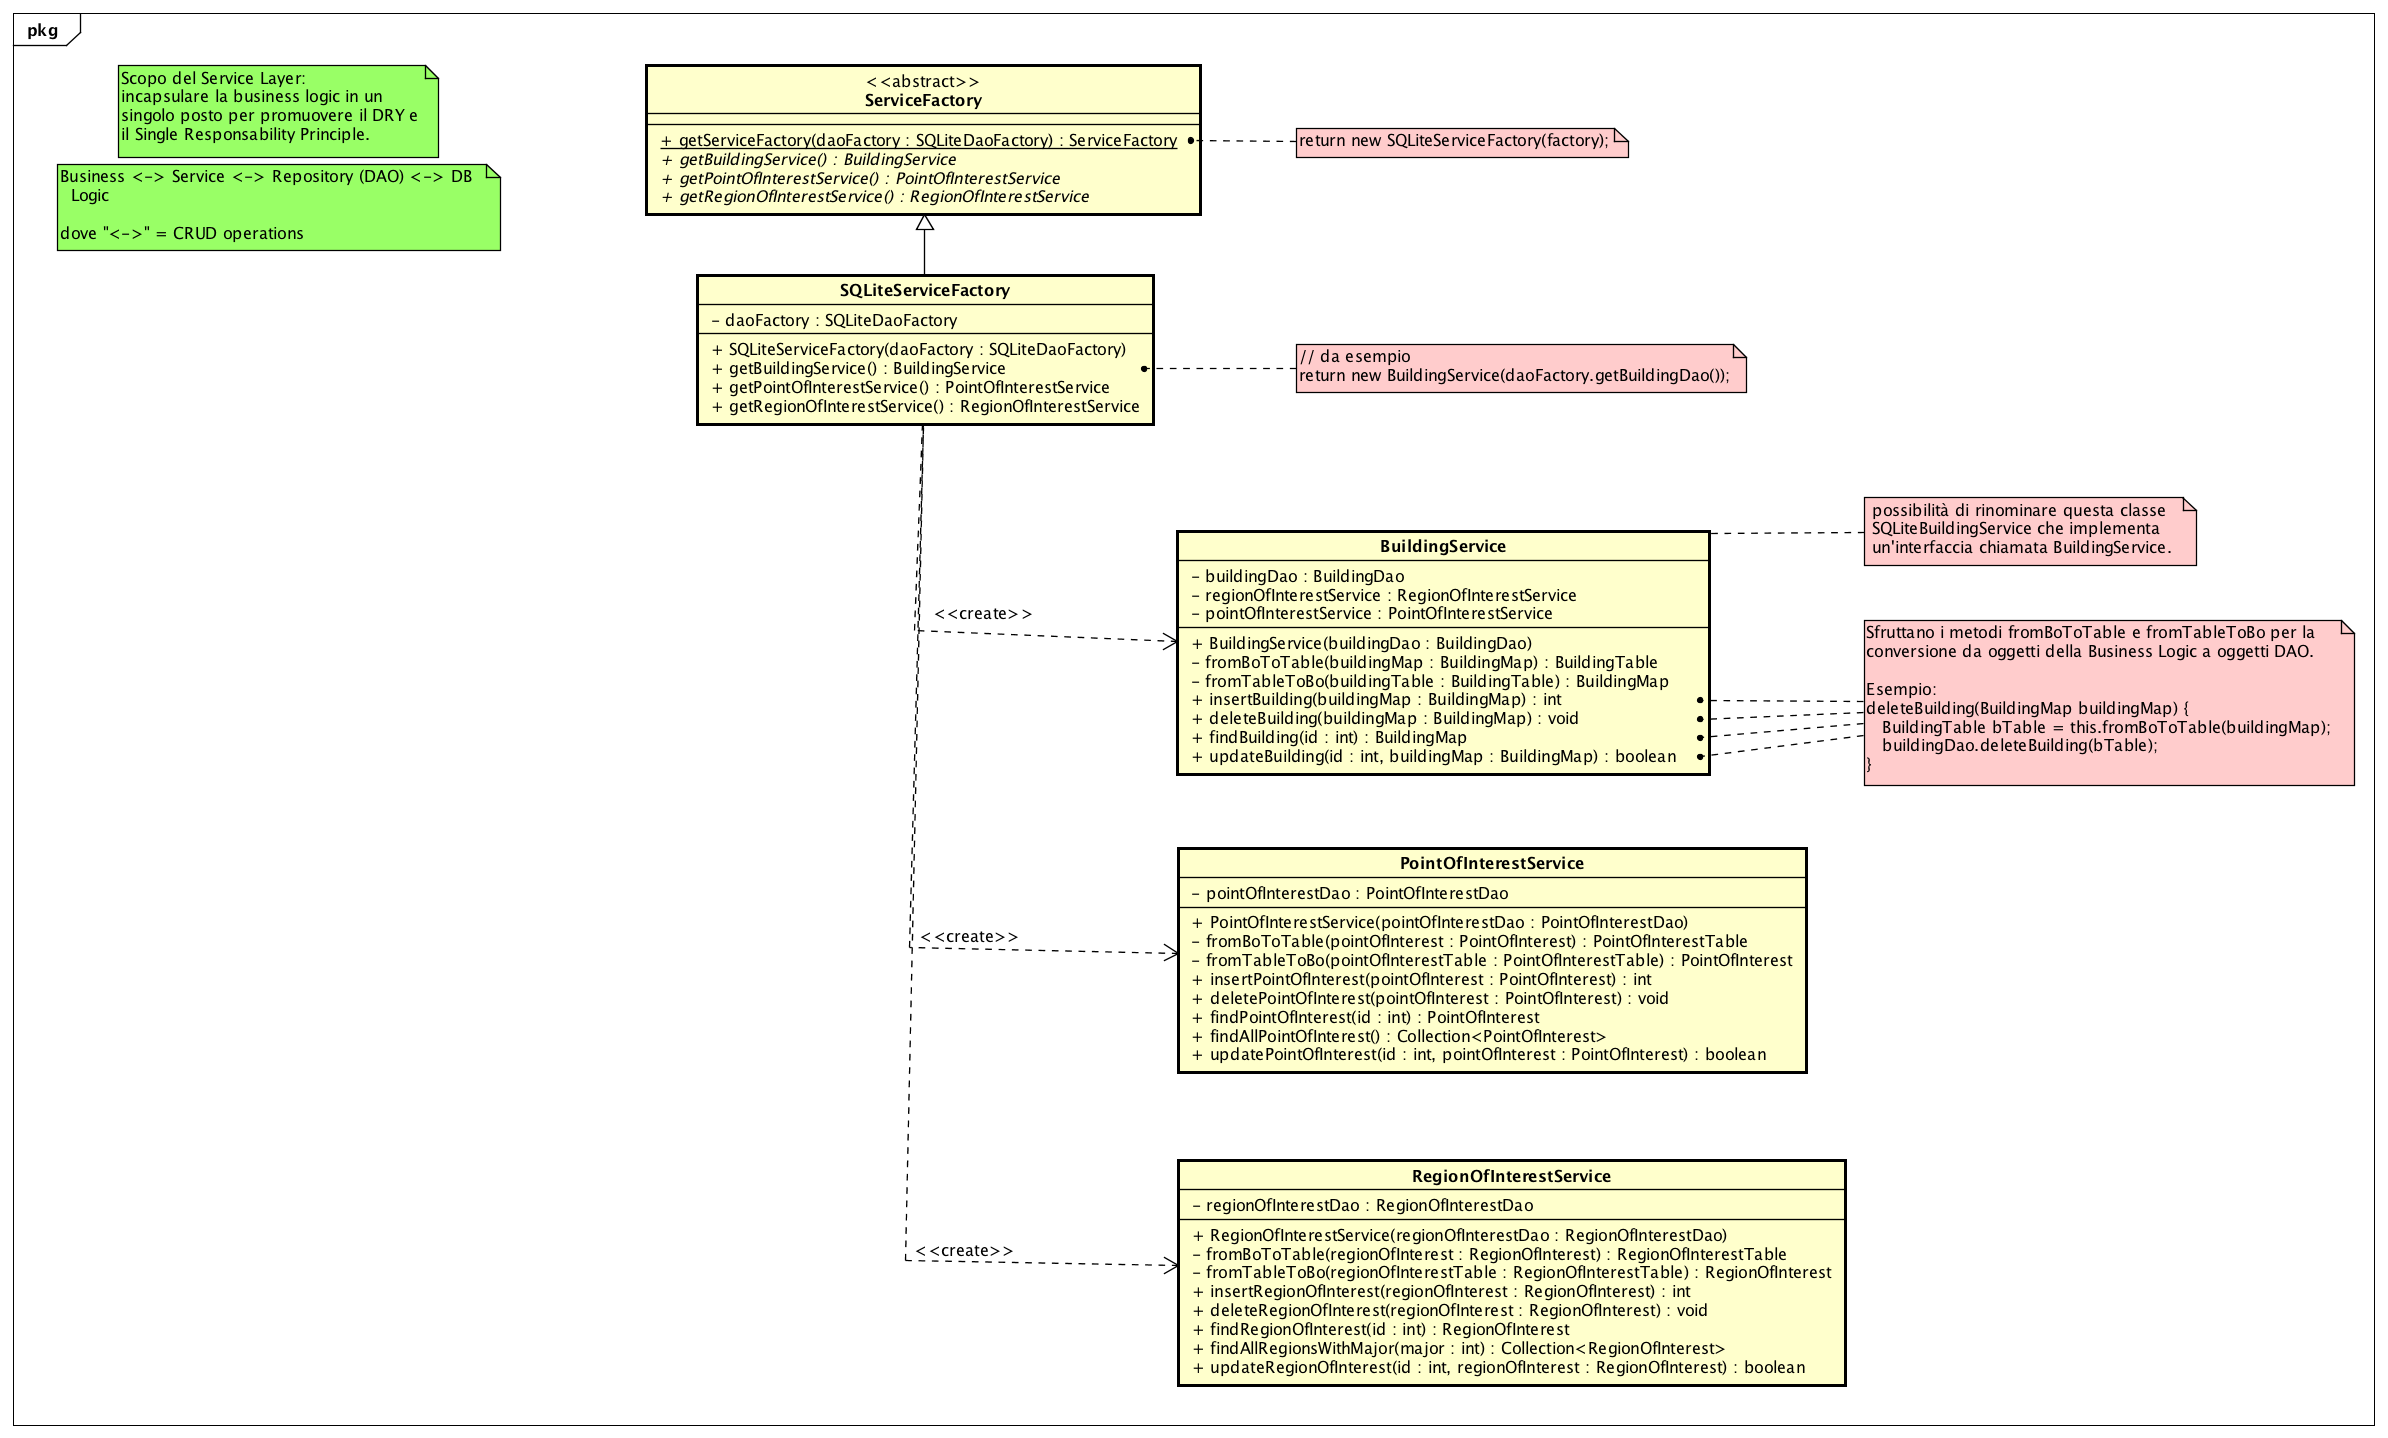 pkg
Scopo del Service Layer:
incapsulare la business logic in un
singolo posto per promuovere il DRY e
il Single Responsability Principle.
Business <-> Service <-> Repository (DAO) <-> DB
Logic
dove "<->" = CRUD operations
<<abstract>>
ServiceFactory
+ getServiceFactory(daoFactory : SQLiteDaoFactory) : ServiceFactory
+ getBuildingService() : BuildingService
+ getPointOfInterestService() : PointOfInterestService
+ getRegionOfInterestService() : RegionOfInterestService
return new SQLiteServiceFactory(factory);
SQLiteServiceFactory
- daoFactory : SQLiteDaoFactory
+ SQLiteServiceFactory(daoFactory : SQLiteDaoFactory)
+ getBuildingService() : BuildingService
+ getPointOfInterestService() : PointOfInterestService
+ getRegionOfInterestService() : RegionOfInterestService
// da esempio
return new BuildingService(daoFactory.getBuildingDao());
<<create>>
BuildingService
- buildingDao : BuildingDao
- regionOfInterestService : RegionOfInterestService
- pointOfInterestService : PointOfInterestService
+ BuildingService(buildingDao : BuildingDao)
- fromBoToTable(buildingMap : BuildingMap) : BuildingTable
- fromTableToBo(buildingTable : BuildingTable) : BuildingMap
+ insertBuilding(buildingMap : BuildingMap) : int
+ deleteBuilding(buildingMap : BuildingMap) : void
+ findBuilding(id : int) : BuildingMap
+ updateBuilding(id : int, buildingMap : BuildingMap) : boolean
possibilità di rinominare questa classe
SQLiteBuildingService che implementa
un'interfaccia chiamata BuildingService.
Sfruttano i metodi fromBoToTable e fromTableToBo per la
conversione da oggetti della Business Logic a oggetti DAO.
Esempio:
deleteBuilding(BuildingMap buildingMap) {
BuildingTable bTable = this.fromBoToTable(buildingMap);
buildingDao.deleteBuilding(bTable);
}
<<create>>
PointOfInterestService
- pointOfInterestDao : PointOfInterestDao
+ PointOfInterestService(pointOfInterestDao : PointOfInterestDao)
- fromBoToTable(pointOfInterest : PointOfInterest) : PointOfInterestTable
- fromTableToBo(pointOfInterestTable : PointOfInterestTable) : PointOfInterest
+ insertPointOfInterest(pointOfInterest : PointOfInterest) : int
+ deletePointOfInterest(pointOfInterest : PointOfInterest) : void
+ findPointOfInterest(id : int) : PointOfInterest
+ findAllPointOfInterest() : Collection<PointOfInterest>
+ updatePointOfInterest(id : int, pointOfInterest : PointOfInterest) : boolean
<<create>>
RegionOfInterestService
- regionOfInterestDao : RegionOfInterestDao
+ RegionOfInterestService(regionOfInterestDao : RegionOfInterestDao)
- fromBoToTable(regionOfInterest : RegionOfInterest) : RegionOfInterestTable
- fromTableToBo(regionOfInterestTable : RegionOfInterestTable) : RegionOfInterest
+ insertRegionOfInterest(regionOfInterest : RegionOfInterest) : int
+ deleteRegionOfInterest(regionOfInterest : RegionOfInterest) : void
+ findRegionOfInterest(id : int) : RegionOfInterest
+ findAllRegionsWithMajor(major : int) : Collection<RegionOfInterest>
+ updateRegionOfInterest(id : int, regionOfInterest : RegionOfInterest) : boolean